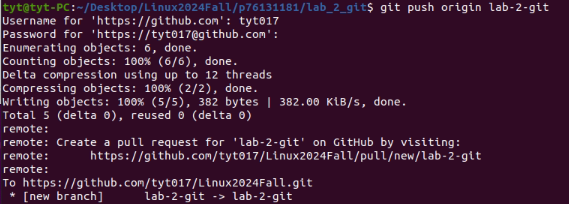 tyt@tyt-PC:~/Desktop/Linux2024Fall/p76131181/lab_2_git$ git push origin lab-2-git
Username for 'https://github.com': tyt017
Password for 'https://tyt017@github.com':
Enumerating objects: 6, done.
Counting objects: 100% (6/6), done.
Delta compression using up to 12 threads
Compressing objects: 100% (2/2), done.
Writing objects: 100% (5/5), 382 bytes | 382.00 KiB/s, done.
Total 5 (delta 0), reused 0 (delta 0)
remote:
remote: Create a pull request for 'lab-2-git' on GitHub by visiting:
remote:      https://github.com/tyt017/Linux2024Fall/pull/new/lab-2-git
remote:
To https://github.com/tyt017/Linux2024Fall.git
 * [new branch]      lab-2-git -> lab-2-git